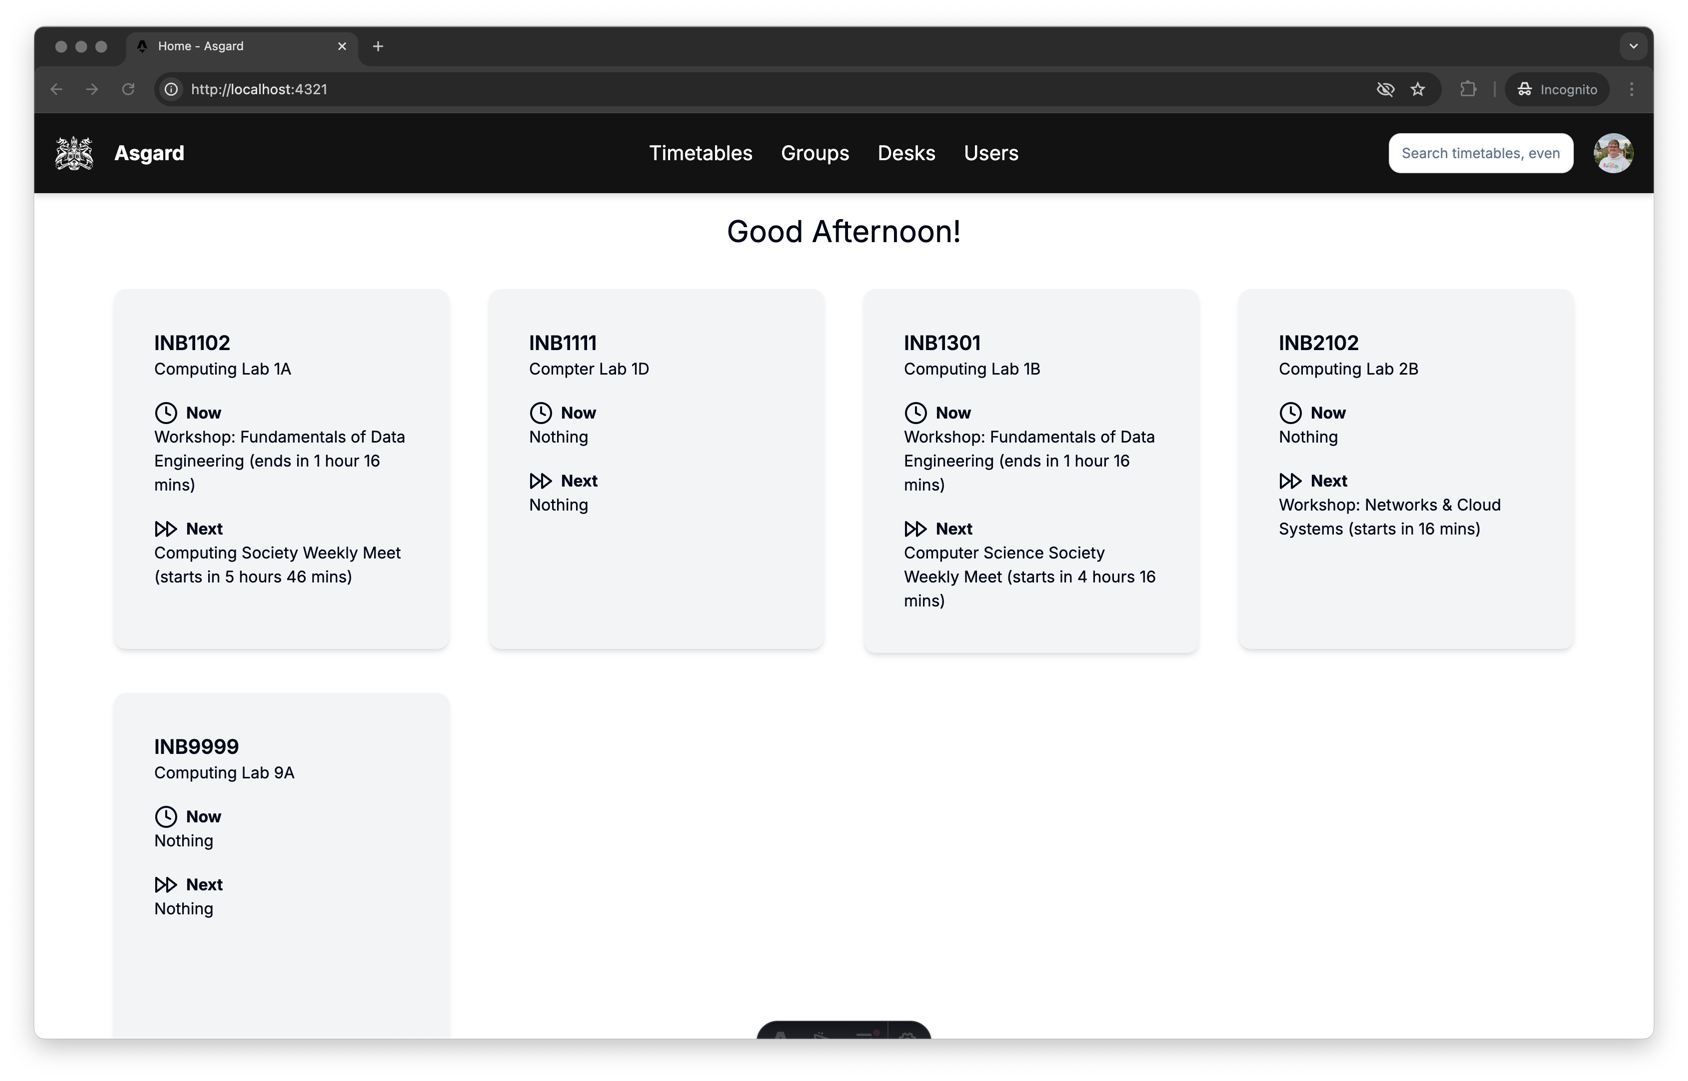 Home - Asgard
http://localhost:4321
Incognito
Asgard
Timetables Groups Desks Users
Search timetables, even
Good Afternoon!
INB1102
Computing Lab 1A
Now
Workshop: Fundamentals of Data
Engineering (ends in 1 hour 16
mins)
Next
Computing Society Weekly Meet
(starts in 5 hours 46 mins)
INB1111
Compter Lab 1D
Now
Nothing
Next
Nothing
INB1301
Computing Lab 1B
Now
Workshop: Fundamentals of Data
Engineering (ends in 1 hour 16
mins)
Next
Computer Science Society
Weekly Meet (starts in 4 hours 16
mins)
INB2102
Computing Lab 2B
Now
Nothing
Next
Workshop: Networks & Cloud
Systems (starts in 16 mins)
INB9999
Computing Lab 9A
Now
Nothing
Next
Nothing